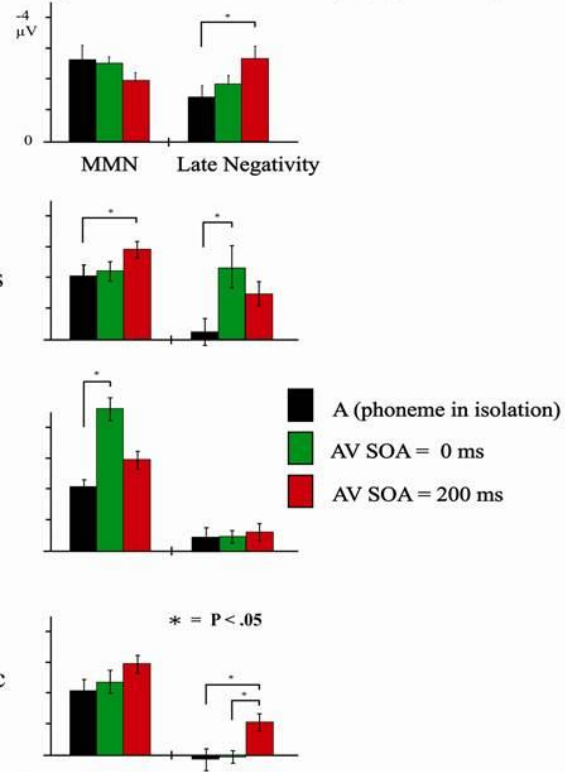 -4
μV
0
MMN Late Negativity
*
*
*
s
*
A (phoneme in isolation)
AV SOA = 0 ms
AV SOA = 200 ms
* = P < .05
c
*
*